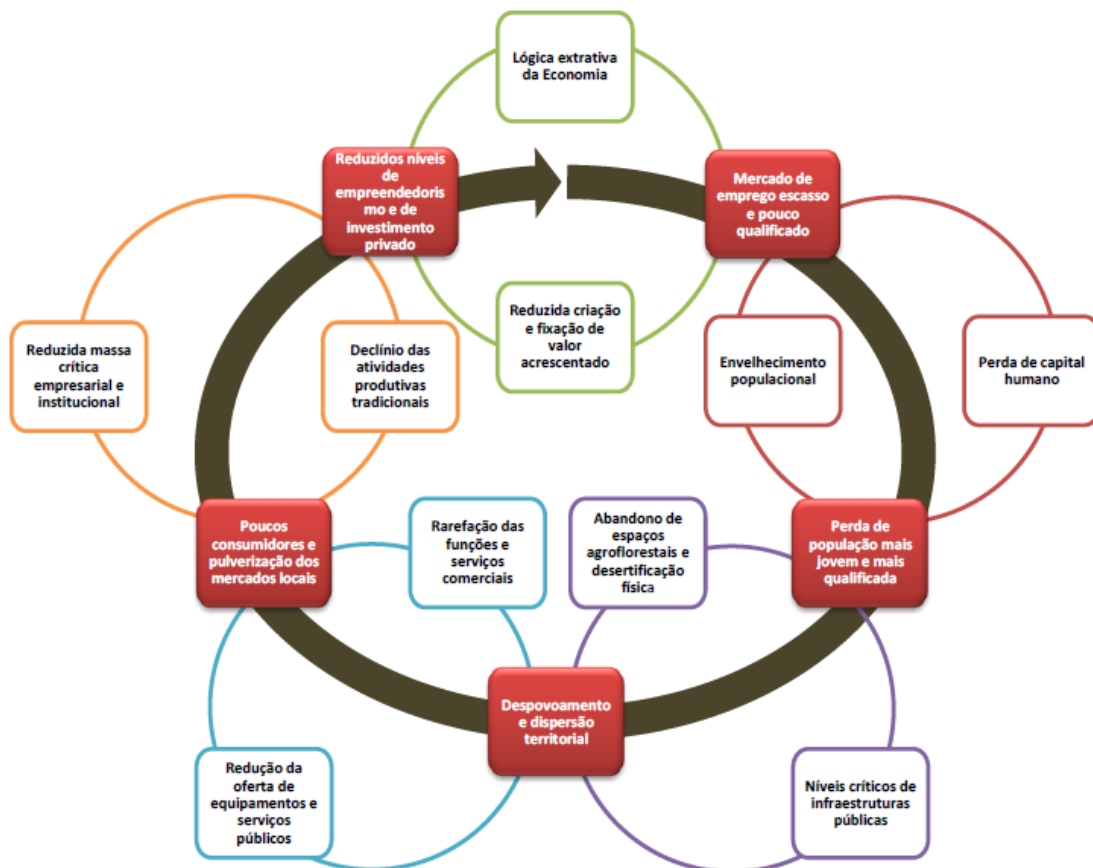 Lógica extrativa
da Economia
Reduzidos níveis
de
empreendedoris
mo e de
investimento
privado
Mercado de
emprego escasso
e pouco
qualificado
Reduzida criação
e fixação de
valor
acrescentado
Reduzida massa
crítica
empresarial e
institucional
Declínio das
atividades
produtivas
tradicionais
Envelhecimento
populacional
Perda de capital
humano
Poucos
consumidores e
pulverização dos
mercados locais
Rarefação das
funções e
serviços
comerciais
Abandono de
espaços
agroflorestais e
desertificação
física
Perda de
população mais
jovem e mais
qualificada
Despovoamento
e dispersão
territorial
Redução da
oferta de
equipamentos e
serviços
públicos
Níveis críticos de
infraestruturas
públicas